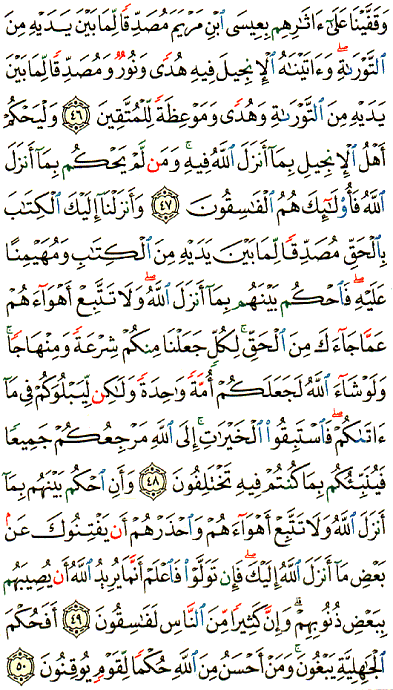 وَقَفَّيْنَا عَلَىٰٓ ءَاثَٰرِهِم بِعِيسَى ٱبْنِ مَرْيَمَ مُصَدِّقًا لِّمَا بَيْنَ يَدَيْهِ مِنَ
ٱلتَّوْرَىٰةِۖ وَءَاتَيْنَٰهُ ٱلْإِنجِيلَ فِيهِ هُدًى وَنُورٌ وَمُصَدِّقًا لِّمَا بَيْنَ
يَدَيْهِ مِنَ ٱلتَّوْرَىٰةِ وَهُدًى وَمَوْعِظَةً لِّلْمُتَّقِينَ ٤٦ وَلْيَحْكُمْ
أَهْلُ ٱلْإِنجِيلِ بِمَآ أَنزَلَ ٱللَّهُ فِيهِۚ وَمَن لَّمْ يَحْكُم بِمَآ أَنزَلَ
ٱللَّهُ فَأُو۟لَٰٓئِكَ هُمُ ٱلْفَٰسِقُونَ ٤٧ وَأَنزَلْنَآ إِلَيْكَ ٱلْكِتَٰبَ
بِٱلْحَقِّ مُصَدِّقًا لِّمَا بَيْنَ يَدَيْهِ مِنَ ٱلْكِتَٰبِ وَمُهَيْمِنًا
عَلَيْهِۖ فَٱحْكُم بَيْنَهُم بِمَآ أَنزَلَ ٱللَّهُۖ وَلَا تَتَّبِعْ أَهْوَآءَهُمْ
عَمَّا جَآءَكَ مِنَ ٱلْحَقِّۚ لِكُلٍّ جَعَلْنَا مِنكُمْ شِرْعَةً وَمِنْهَاجًاۚ
وَلَوْ شَآءَ ٱللَّهُ لَجَعَلَكُمْ أُمَّةً وَٰحِدَةً وَلَٰكِن لِّيَبْلُوَكُمْ فِى مَآ
ءَاتَىٰكُمْۖ فَٱسْتَبِقُوا۟ ٱلْخَيْرَٰتِۚ إِلَى ٱللَّهِ مَرْجِعُكُمْ جَمِيعًا
فَيُنَبِّئُكُم بِمَا كُنتُمْ فِيهِ تَخْتَلِفُونَ ٤٨ وَأَنِ ٱحْكُم بَيْنَهُم بِمَآ
أَنزَلَ ٱللَّهُ وَلَا تَتَّبِعْ أَهْوَآءَهُمْ وَٱحْذَرْهُمْ أَن يَفْتِنُوكَ عَنۢ
بَعْضِ مَآ أَنزَلَ ٱللَّهُ إِلَيْكَۖ فَإِن تَوَلَّوْا۟ فَٱعْلَمْ أَنَّمَا يُرِيدُ ٱللَّهُ أَن يُصِيبَهُم
بِبَعْضِ ذُنُوبِهِمْۗ وَإِنَّ كَثِيرًا مِّنَ ٱلنَّاسِ لَفَٰسِقُونَ ٤٩ أَفَحُكْمَ
ٱلْجَٰهِلِيَّةِ يَبْغُونَۚ وَمَنْ أَحْسَنُ مِنَ ٱللَّهِ حُكْمًا لِّقَوْمٍ يُوقِنُونَ ٥٠